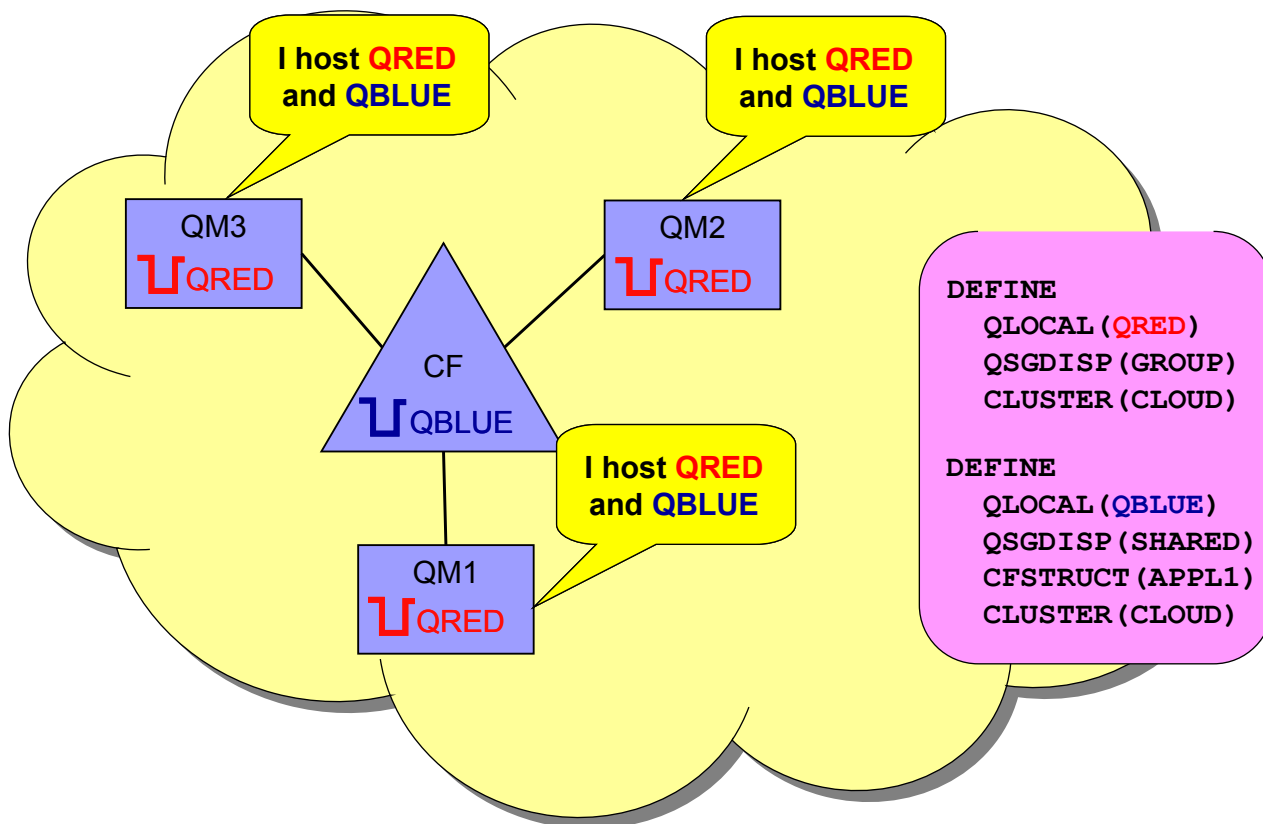 I host QRED
and QBLUE
I host QRED
and QBLUE
QM3
QRED
QM2
QRED
CF
QBLUE
I host QRED
and QBLUE
QM1
QRED
DEFINE
QLOCAL(QRED)
QSGDISP(GROUP)
CLUSTER(CLOUD)
DEFINE
QLOCAL(QBLUE)
QSGDISP(SHARED)
CFSTRUCT(APPL1)
CLUSTER(CLOUD)